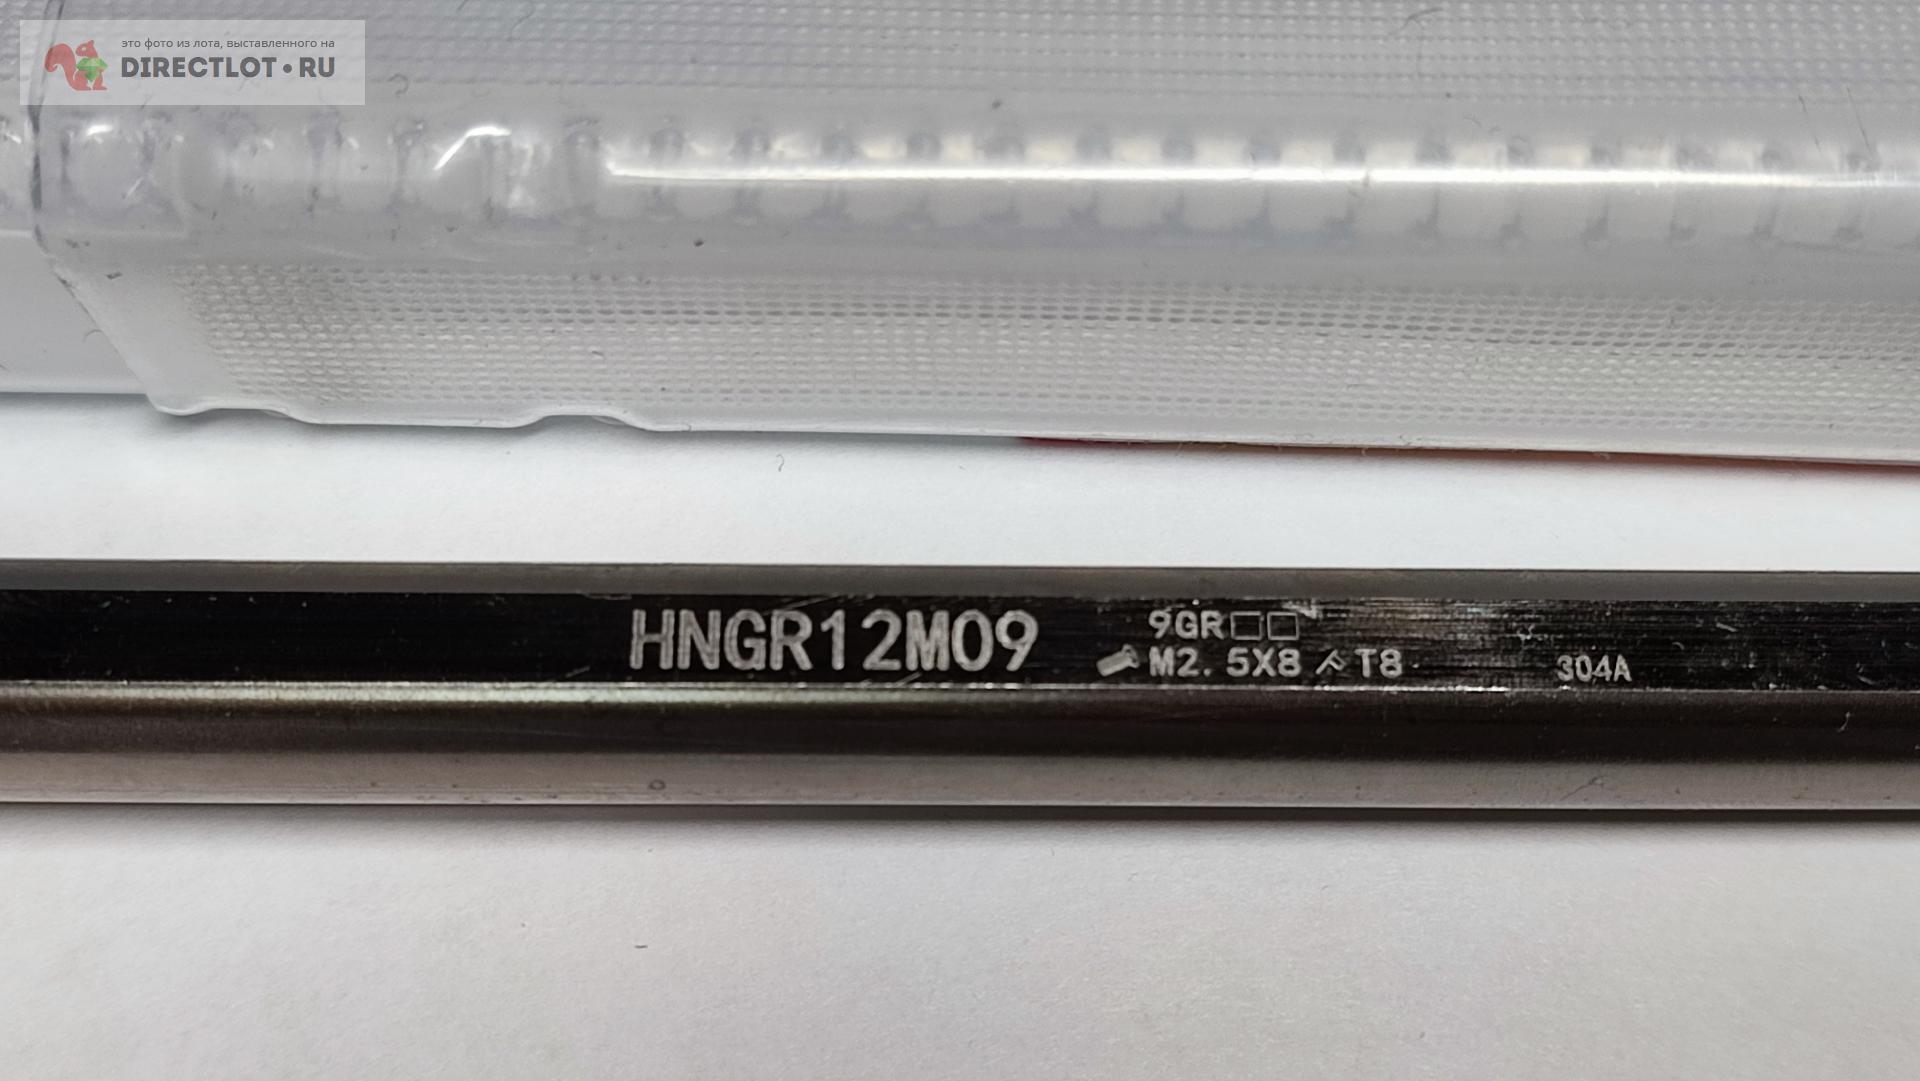 это фото из лота, выставленного на
DIRECTLOT•RU
HNGR12M09
9GR□□
M2.5X8 T8
304A